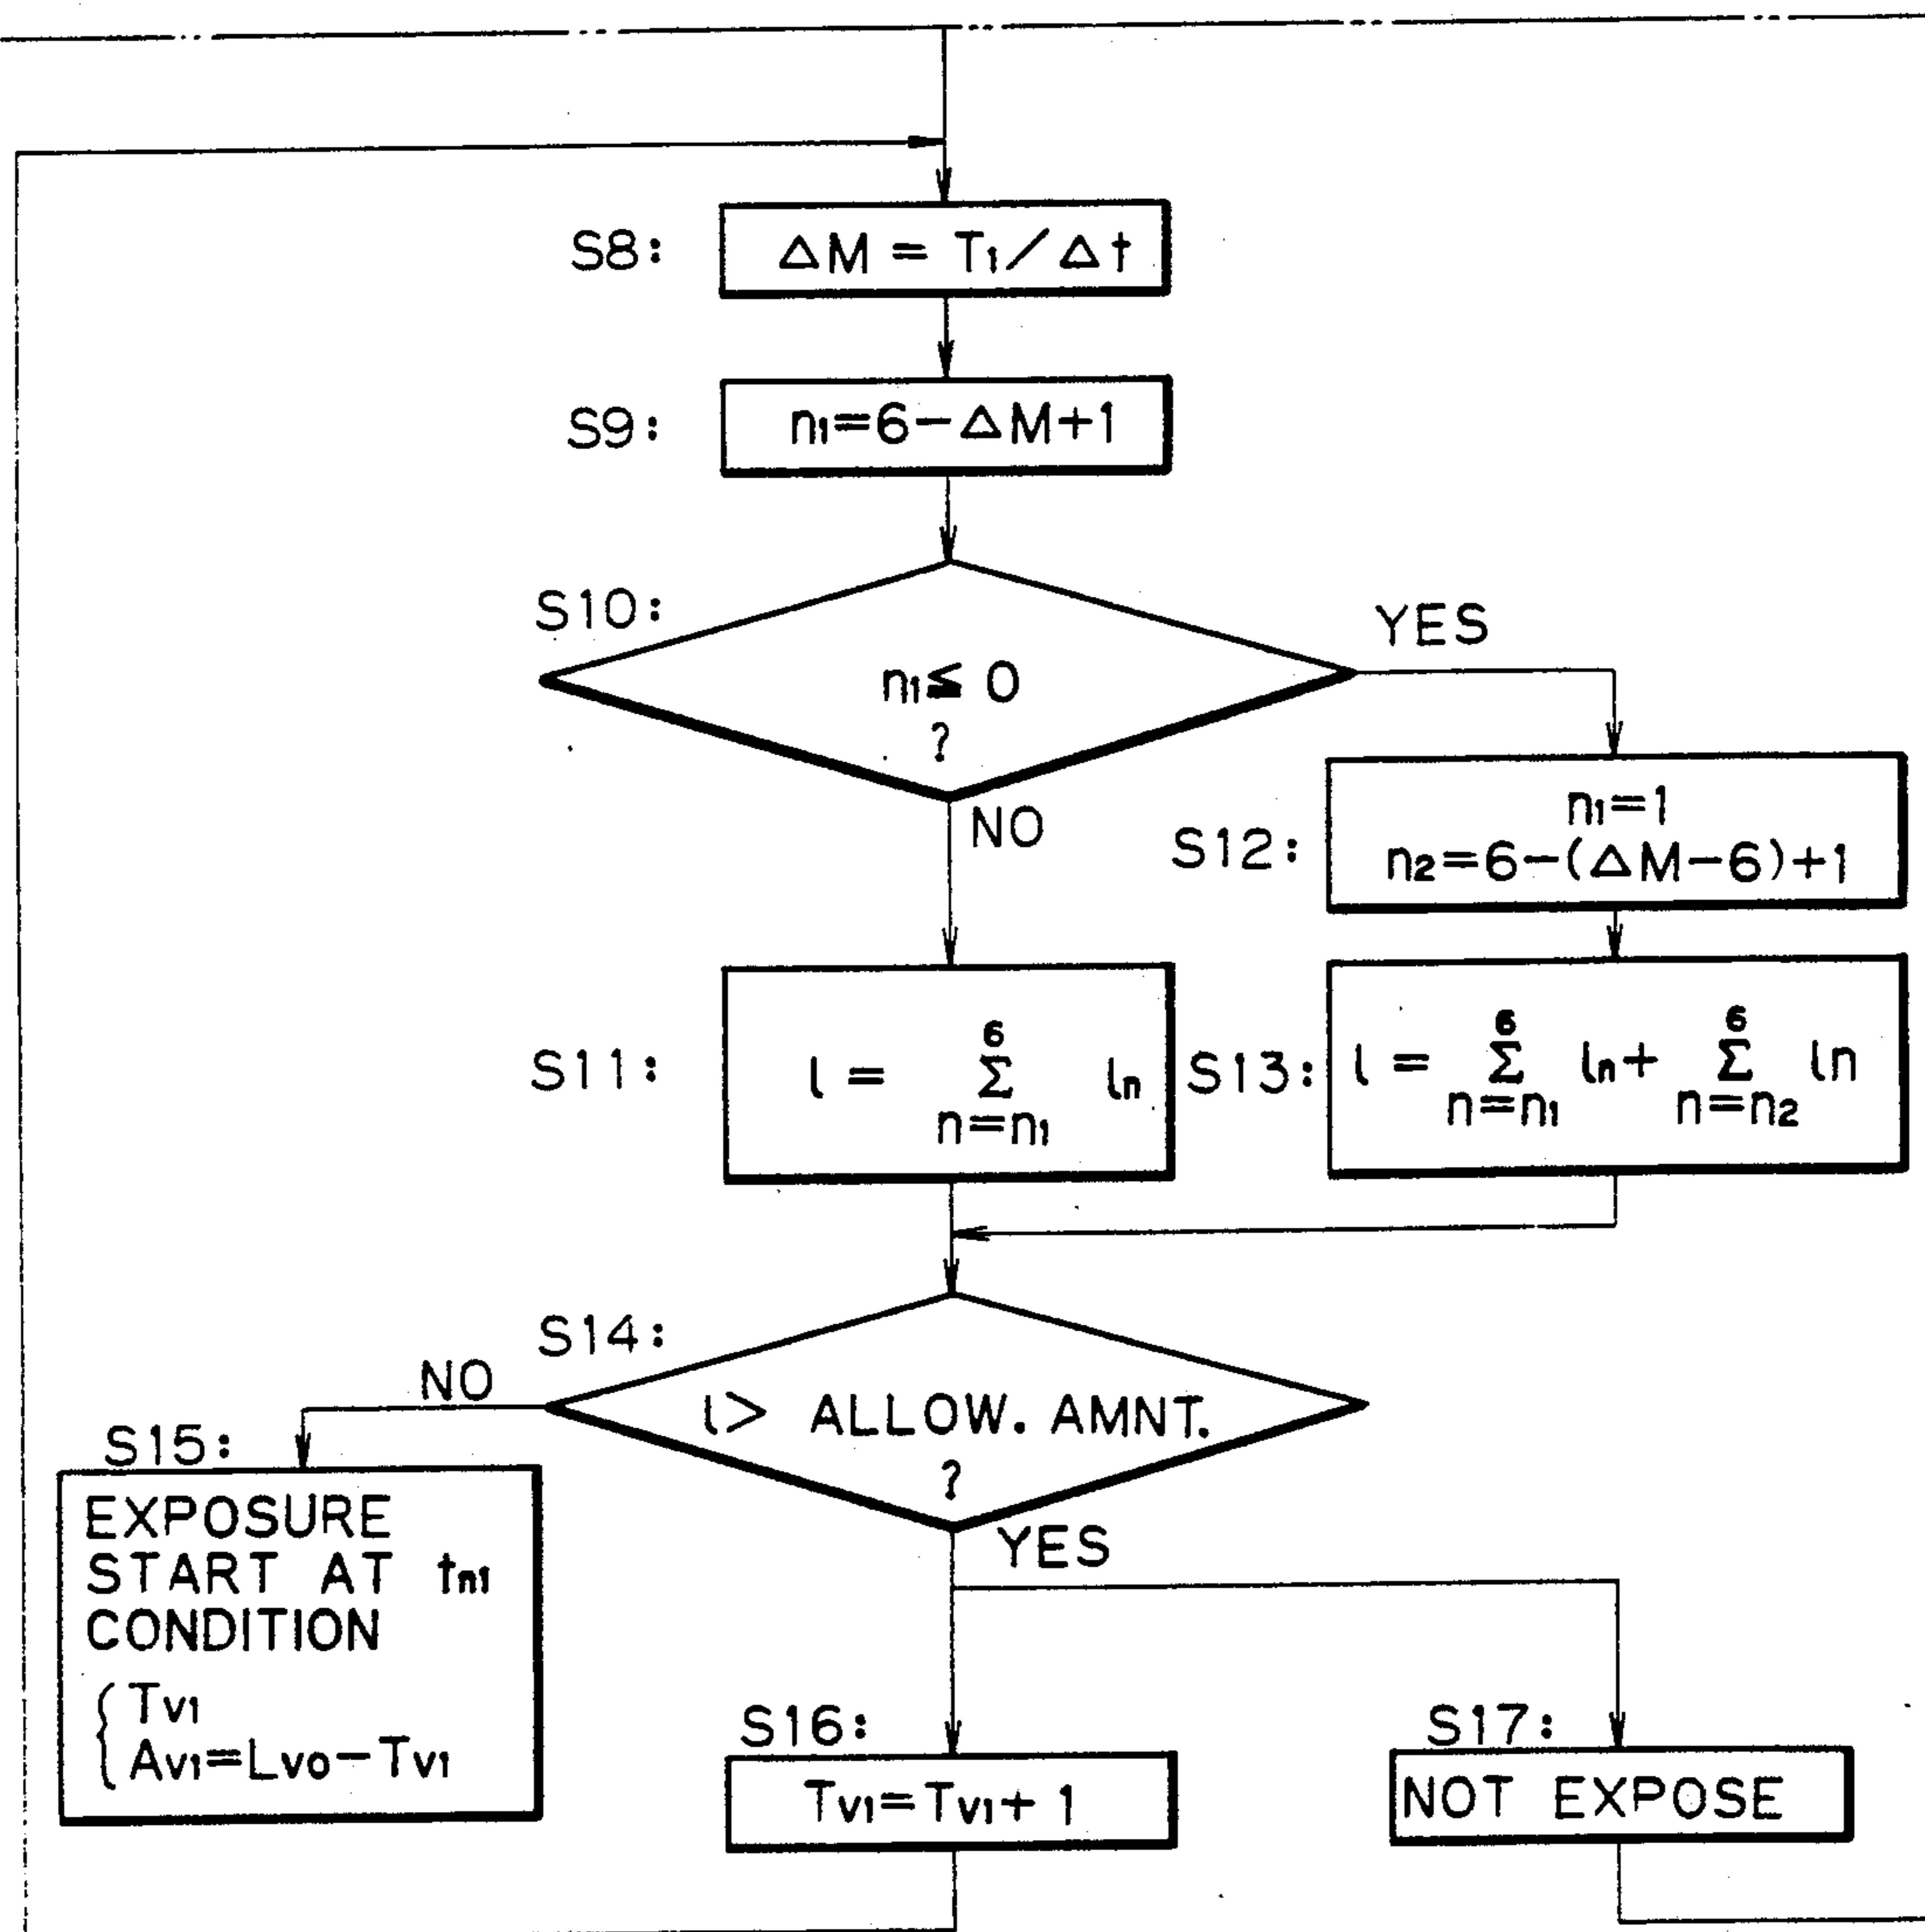 S8: ΔM = T₁/Δt
S9: n₁=6-ΔM+1
S10:
YES
n₁≦ 0
?
NO
n₁=1
S12:
n₂=6-(ΔM-6)+1
S11: l = 6 Σ n=n₁ lₙ
S13: l = 6 Σ n=n₁ lₙ+ 6 Σ n=n₂ ln
S14:
NO
l> ALLOW. AMNT.
?
YES
S15:
EXPOSURE
START AT tₙ₁
CONDITION
{ Tv₁
Av₁=Lvo-Tv₁
S16:
Tv₁=Tv₁+ 1
S17:
NOT EXPOSE